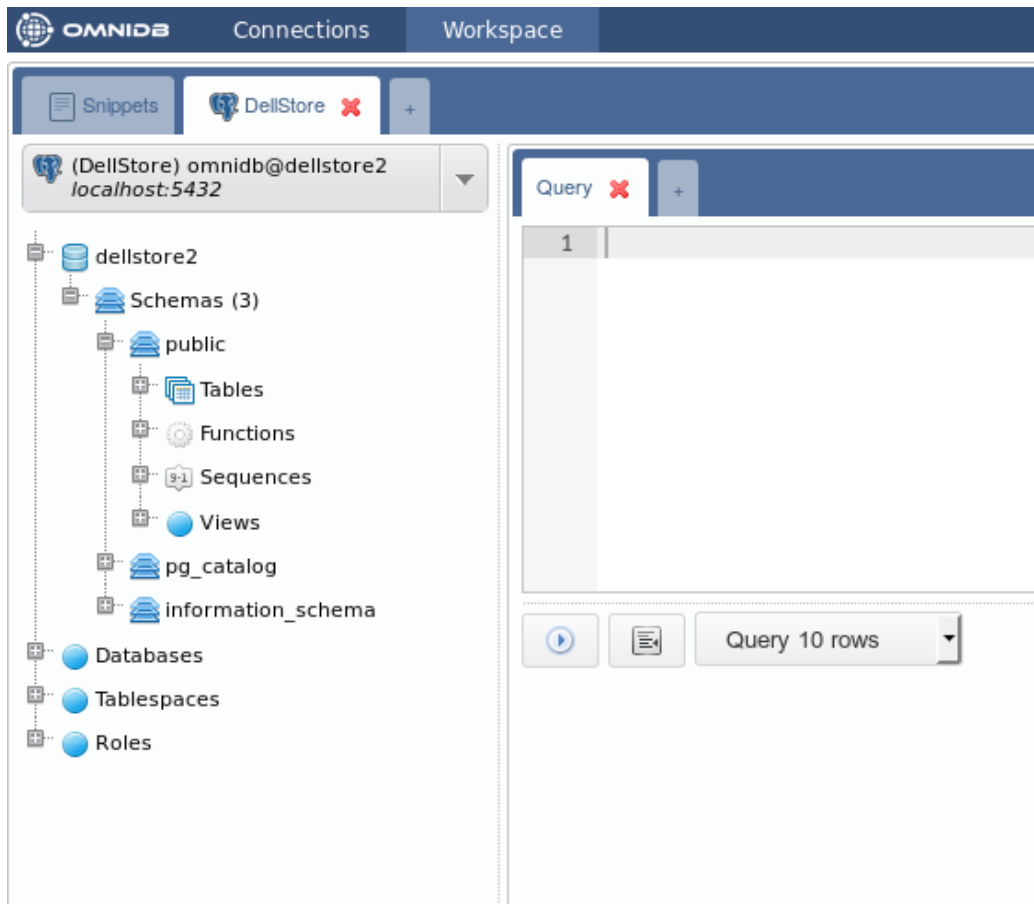 OMNIDB Connections Workspace
Snippets DellStore +
(DellStore) omnidb@dellstore2
localhost:5432
dellstore2
Schemas (3)
public
Tables
Functions
9-1 Sequences
Views
pg_catalog
information_schema
Databases
Tablespaces
Roles
Query +
1
Query 10 rows